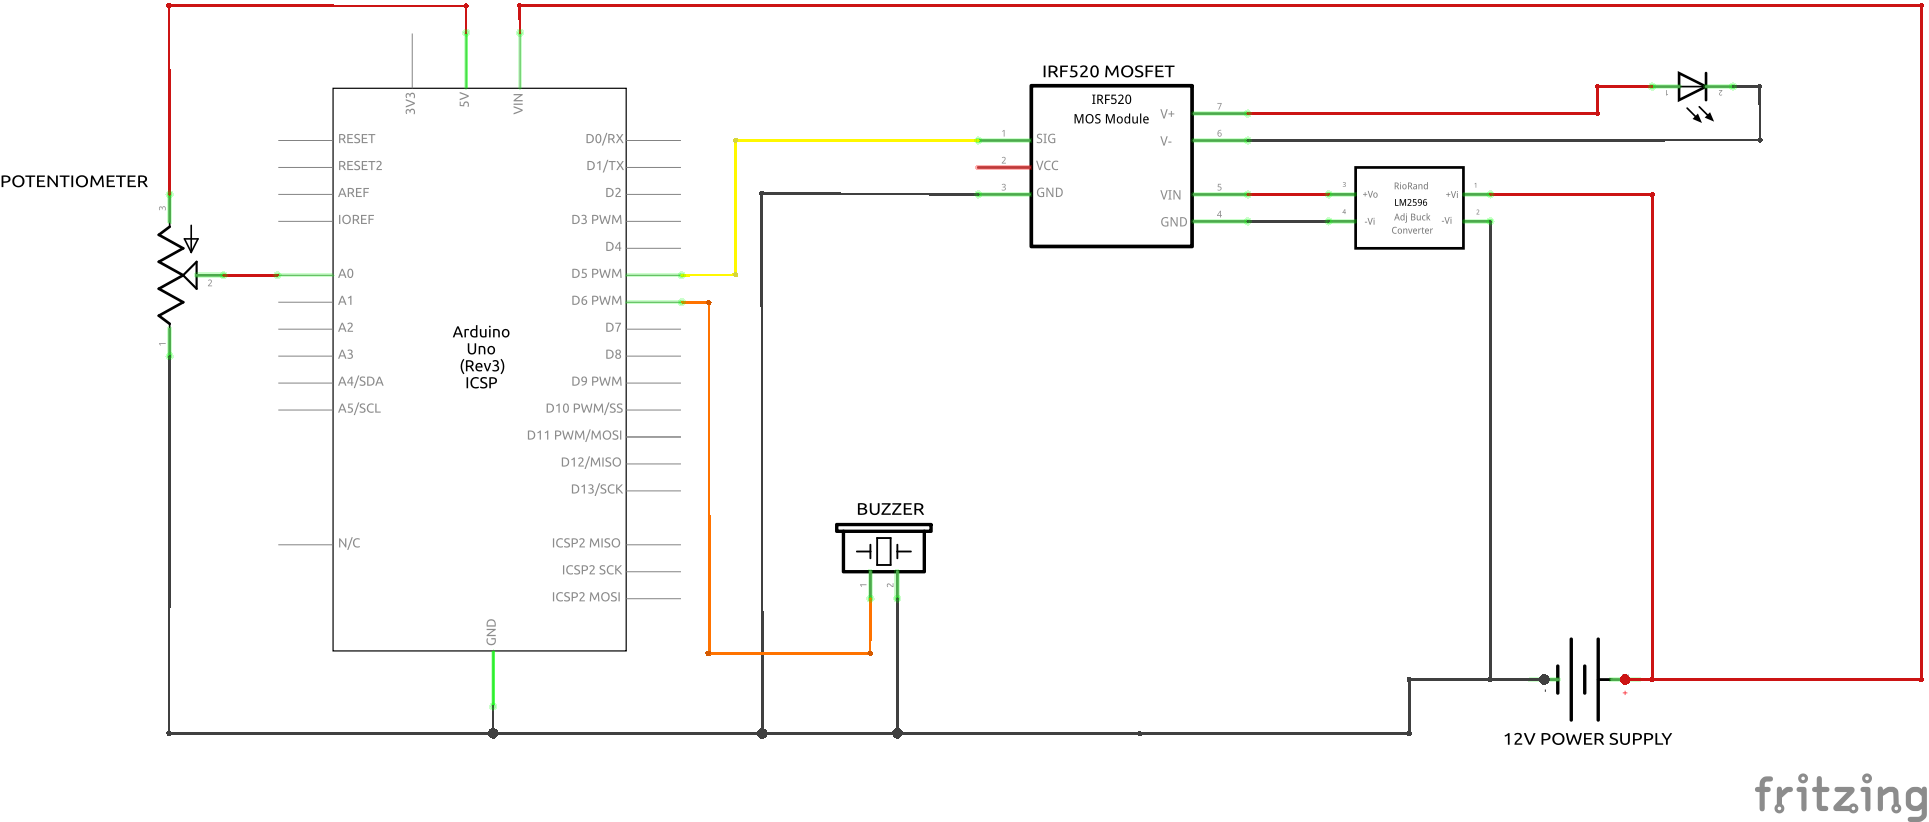 POTENTIOMETER
3
2
1
3V3
5V
VIN
RESET
RESET2
AREF
IOREF
A0
A1
A2
A3
A4/SDA
A5/SCL
N/C
Arduino
Uno
(Rev3)
ICSP
D0/RX
D1/TX
D2
D3 PWM
D4
D5 PWM
D6 PWM
D7
D8
D9 PWM
D10 PWM/SS
D11 PWM/MOSI
D12/MISO
D13/SCK
ICSP2 MISO
ICSP2 SCK
ICSP2 MOSI
GND
BUZZER
1
2
IRF520 MOSFET
IRF520
MOS Module
1
SIG
2
VCC
3
GND
V+
7
V-
6
VIN
5
GND
4
RioRand
LM2596
Adj Buck
Converter
3
+Vo
4
-Vi
+Vi
1
-Vi
2
1
2
- +
12V POWER SUPPLY
fritzing